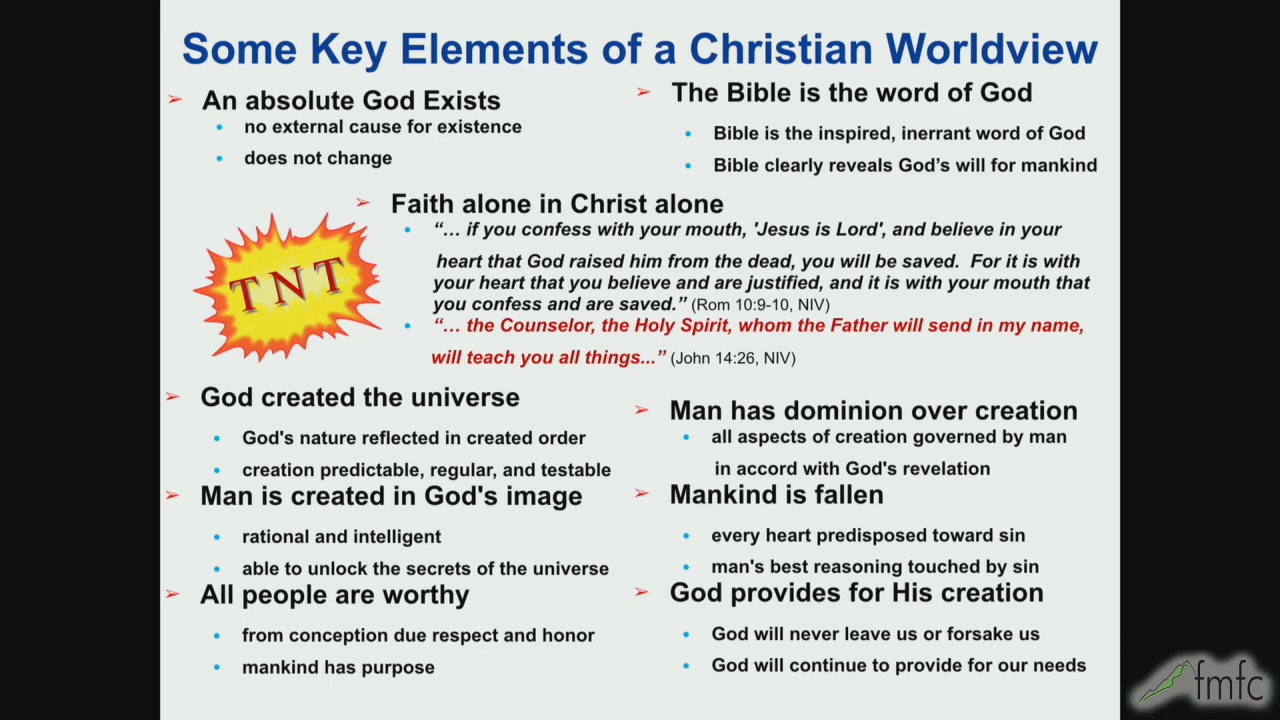 Some Key Elements of a Christian Worldview
➢ An absolute God Exists
• no external cause for existence
• does not change
➢ The Bible is the word of God
• Bible is the inspired, inerrant word of God
• Bible clearly reveals God's will for mankind
TNT
➢ Faith alone in Christ alone
• “… if you confess with your mouth, 'Jesus is Lord', and believe in your
heart that God raised him from the dead, you will be saved. For it is with
your heart that you believe and are justified, and it is with your mouth that
you confess and are saved.” (Rom 10:9-10, NIV)
• “… the Counselor, the Holy Spirit, whom the Father will send in my name,
will teach you all things...” (John 14:26, NIV)
➢ God created the universe
• God's nature reflected in created order
• creation predictable, regular, and testable
➢ Man is created in God's image
• rational and intelligent
• able to unlock the secrets of the universe
➢ All people are worthy
• from conception due respect and honor
• mankind has purpose
➢ Man has dominion over creation
• all aspects of creation governed by man
in accord with God's revelation
➢ Mankind is fallen
• every heart predisposed toward sin
• man's best reasoning touched by sin
➢ God provides for His creation
• God will never leave us or forsake us
• God will continue to provide for our needs
fmfc